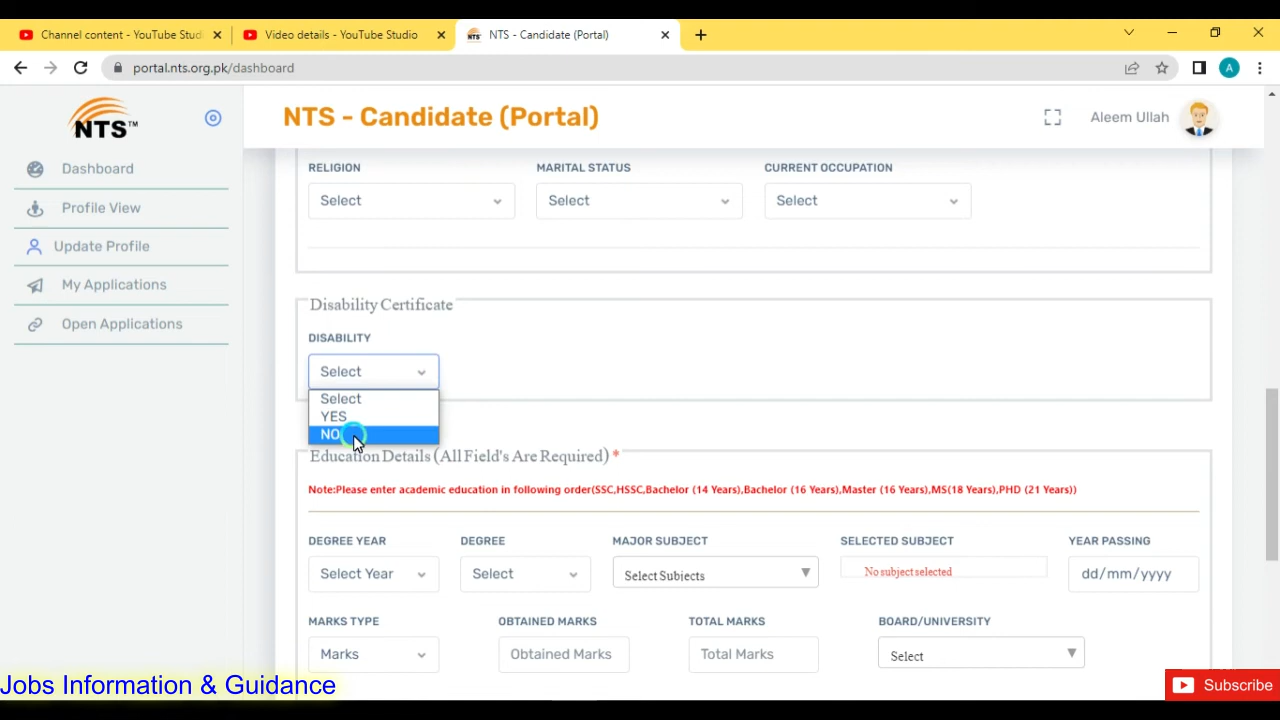 Channel content - YouTube Stud
Video details - YouTube Studio
NTS - Candidate (Portal)
portal.nts.org.pk/dashboard
A
NTS™
NTS - Candidate (Portal)
Aleem Ullah
Dashboard
Profile View
Update Profile
My Applications
Open Applications
RELIGION
MARITAL STATUS
CURRENT OCCUPATION
Select
Select
Select
Disability Certificate
DISABILITY
Select
Select
YES
NO
Education Details (All Field's Are Required) *
Note:Please enter academic education in following order(SSC,HSSC,Bachelor (14 Years),Bachelor (16 Years),Master (16 Years),MS(18 Years),PHD (21 Years))
DEGREE YEAR
DEGREE
MAJOR SUBJECT
SELECTED SUBJECT
YEAR PASSING
Select Year
Select
Select Subjects
No subject selected
dd/mm/yyyy
MARKS TYPE
OBTAINED MARKS
TOTAL MARKS
BOARD/UNIVERSITY
Marks
Obtained Marks
Total Marks
Select
Jobs Information & Guidance
Subscribe